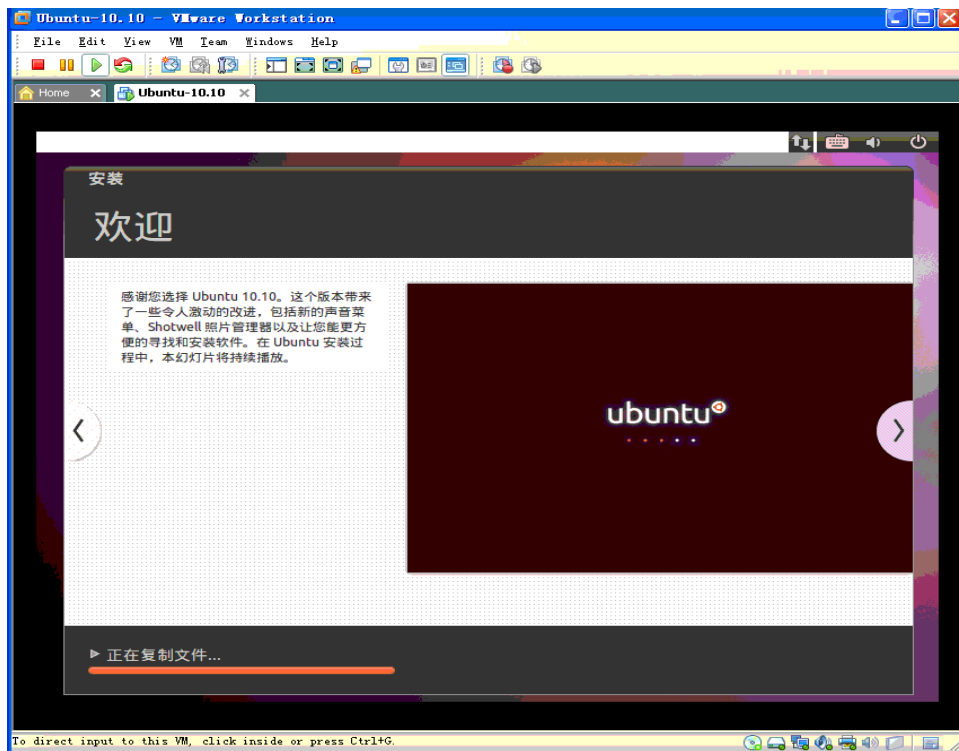 Ubuntu-10.10 - VMware Workstation
File Edit View VM Team Windows Help
Home Ubuntu-10.10
安装
欢迎
感谢您选择 Ubuntu 10.10。这个版本带来
了一些令人激动的改进，包括新的声音菜
单、Shotwell 照片管理器以及让您能更方
便的寻找和安装软件。在 Ubuntu 安装过
程中，本幻灯片将持续播放。
ubuntu
正在复制文件...
To direct input to this VM, click inside or press Ctrl+G.